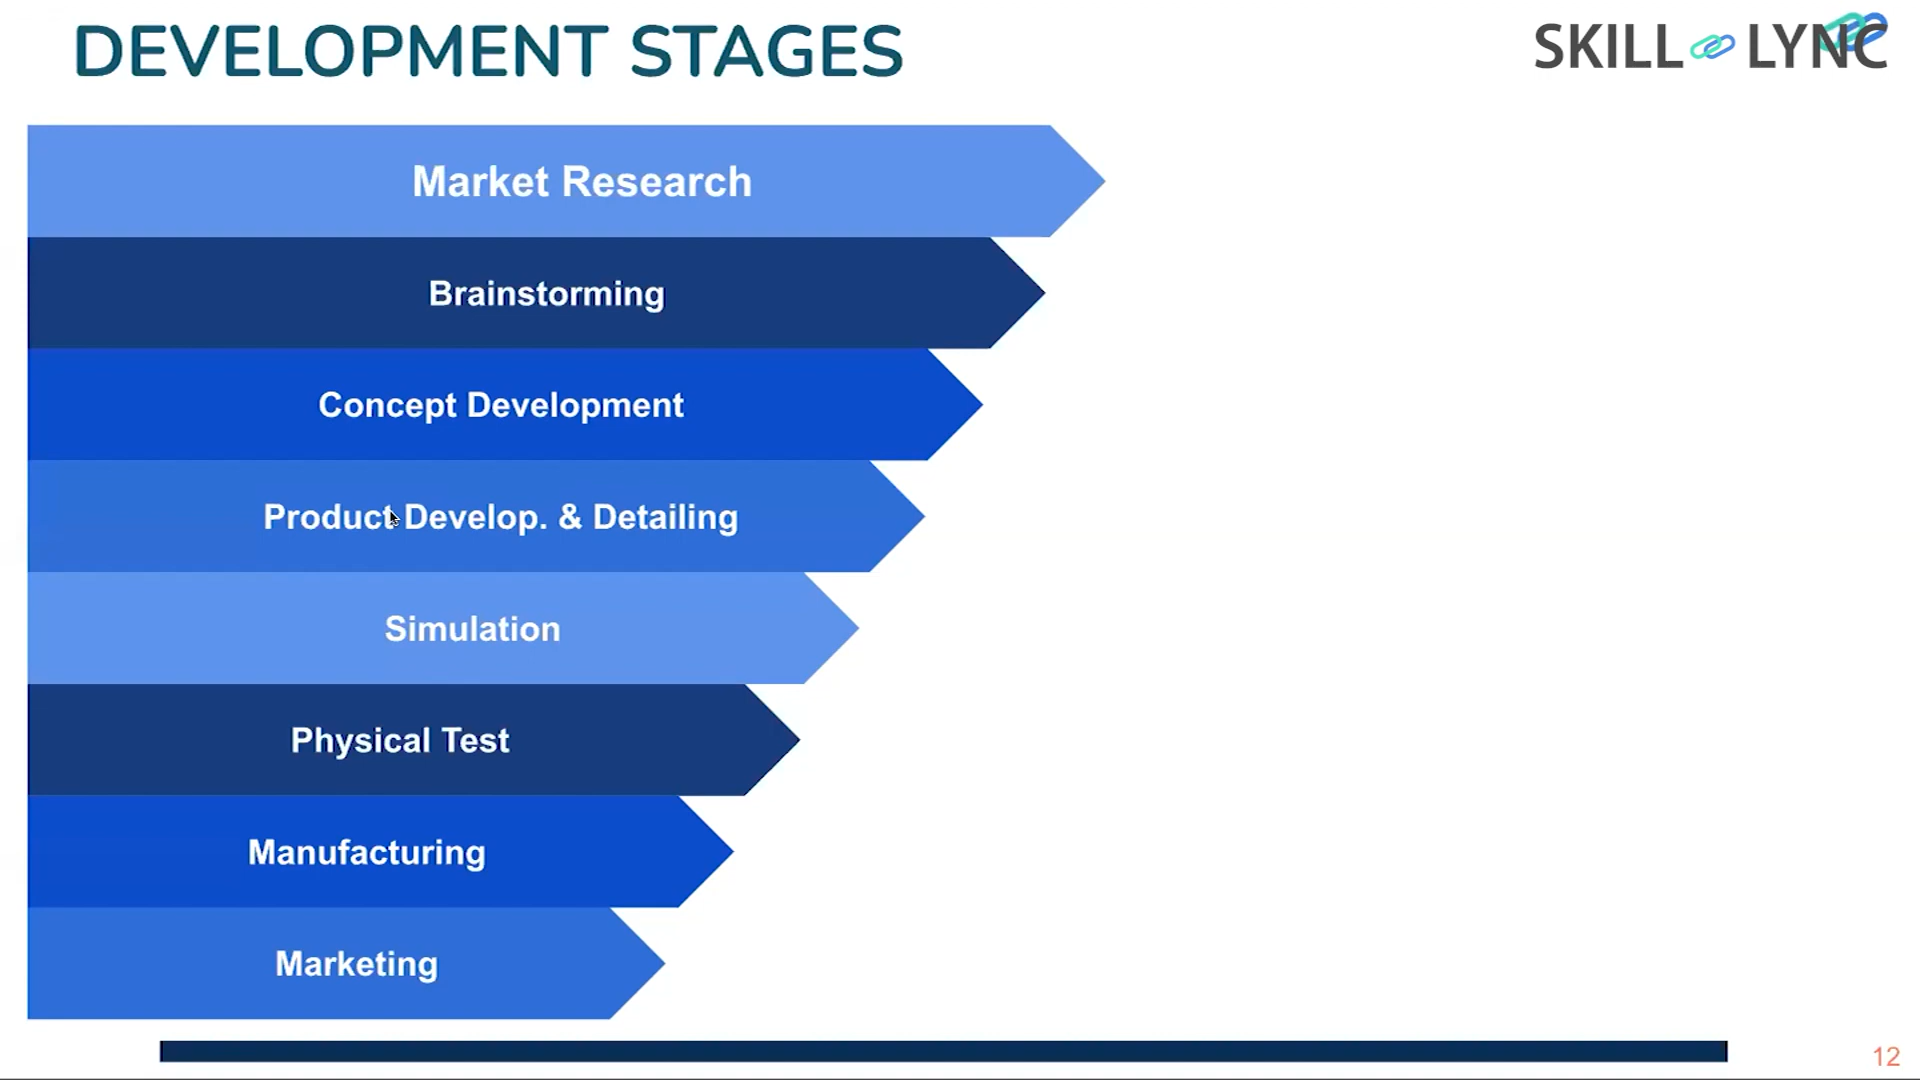 DEVELOPMENT STAGES
SKILL LYNC
Market Research
Brainstorming
Concept Development
Product Develop. & Detailing
Simulation
Physical Test
Manufacturing
Marketing
12